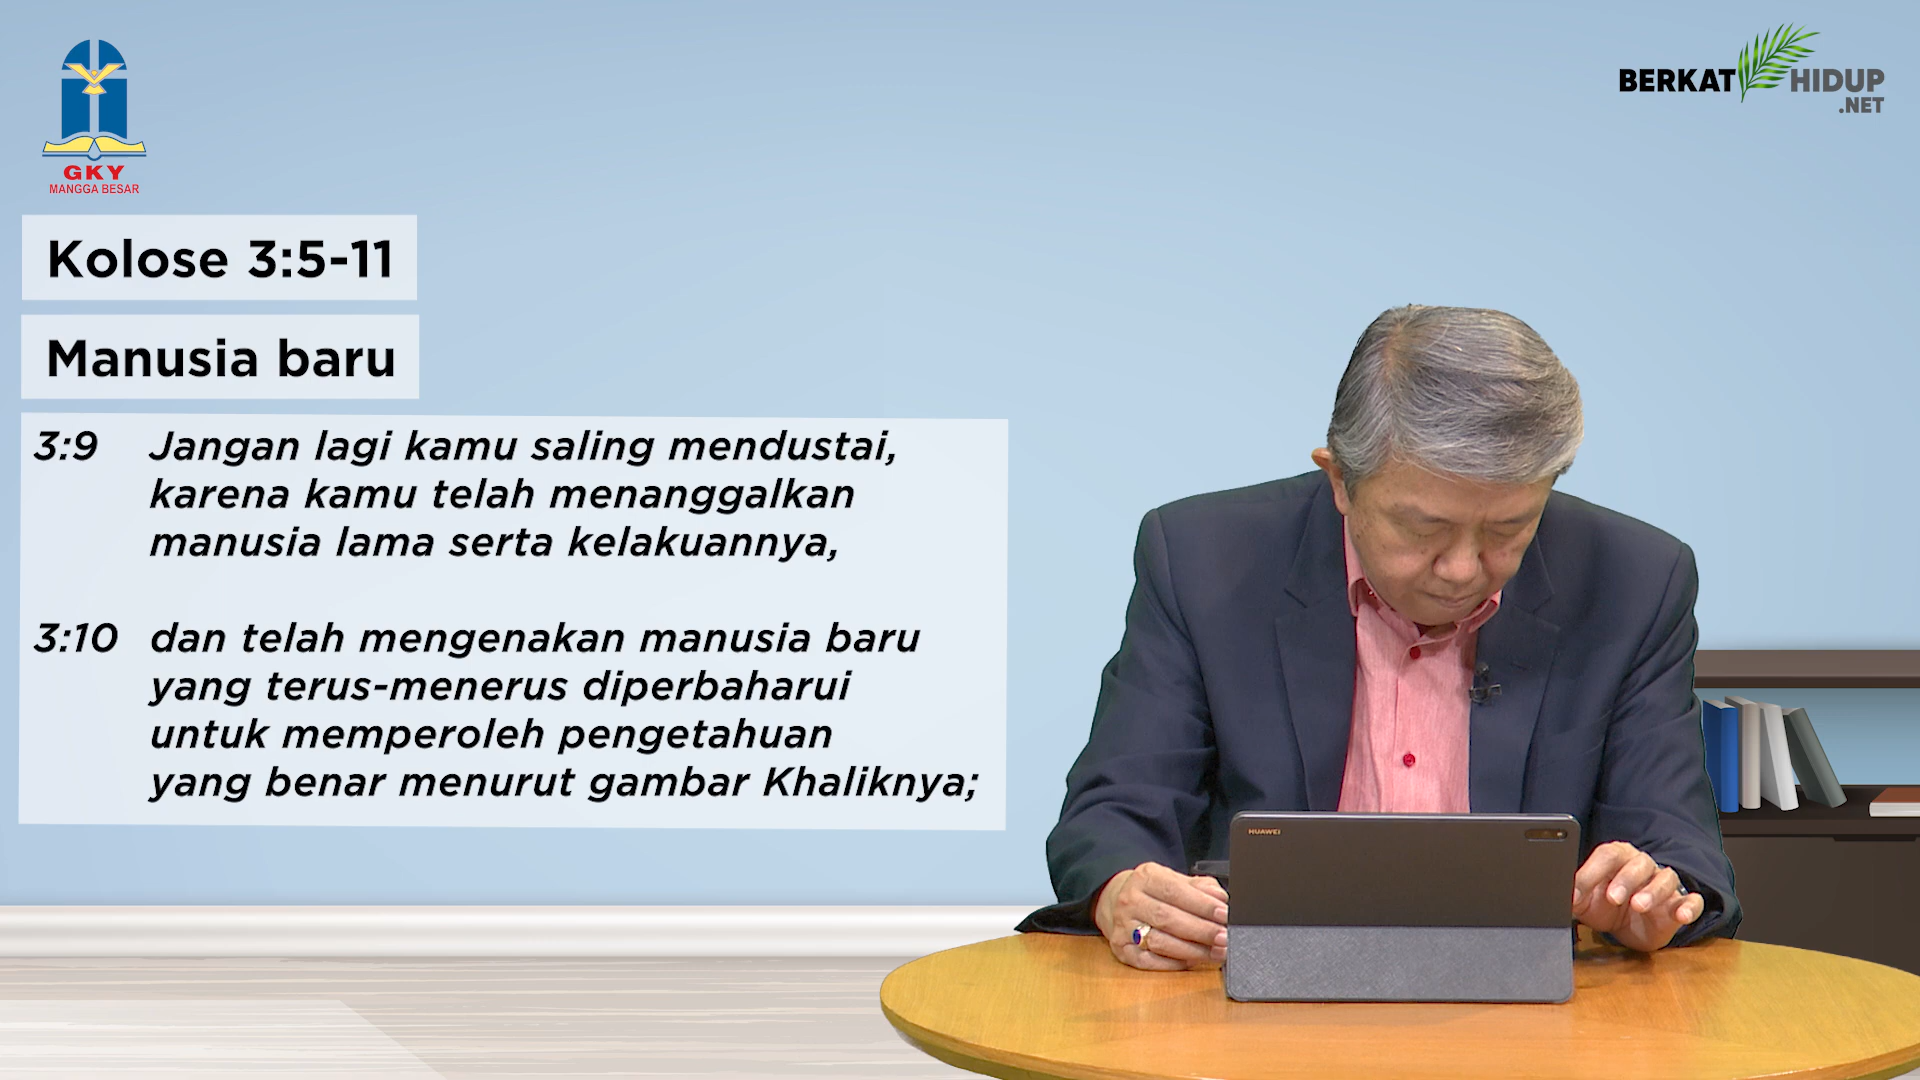 GKY
MANGGA BESAR
BERKAT HIDUP
.NET
Kolose 3:5-11
Manusia baru
3:9 Jangan lagi kamu saling mendustai,
karena kamu telah menanggalkan
manusia lama serta kelakuannya,
3:10 dan telah mengenakan manusia baru
yang terus-menerus diperbaharui
untuk memperoleh pengetahuan
yang benar menurut gambar Khaliknya;
HUAWEI